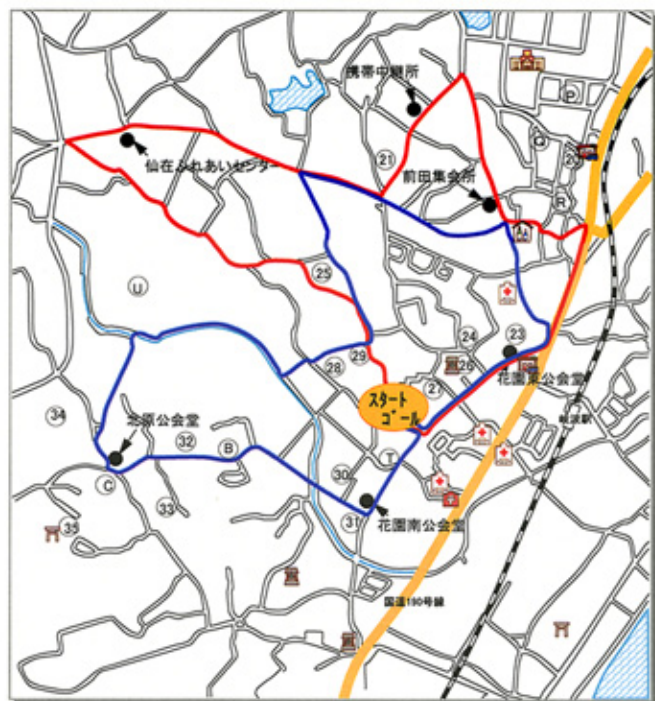 携帯中継所
P
Q
仙在ふれあいセンター
21
前田集会所
R
25
U
24
23
29
28
26
花園東公会堂
27
スタート
ゴール
34
北原公会堂
32
B
T
C
30
33
31
花園南公会堂
35
国道190号線